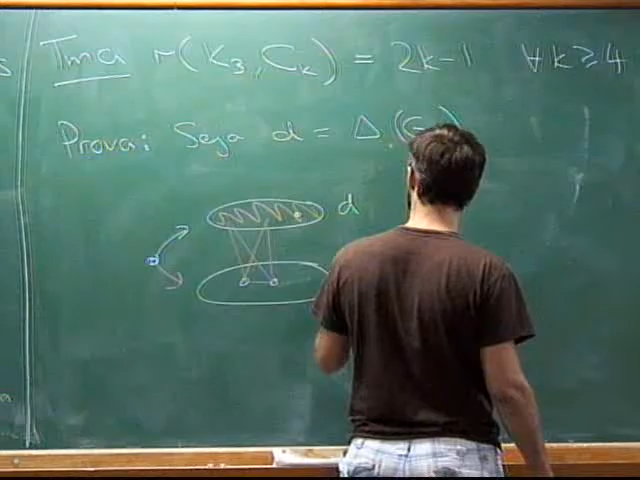 Tma r(K₃, Cₖ) = 2k-1 ∀k≥4
Prova: Seja d = Δ(G)
d